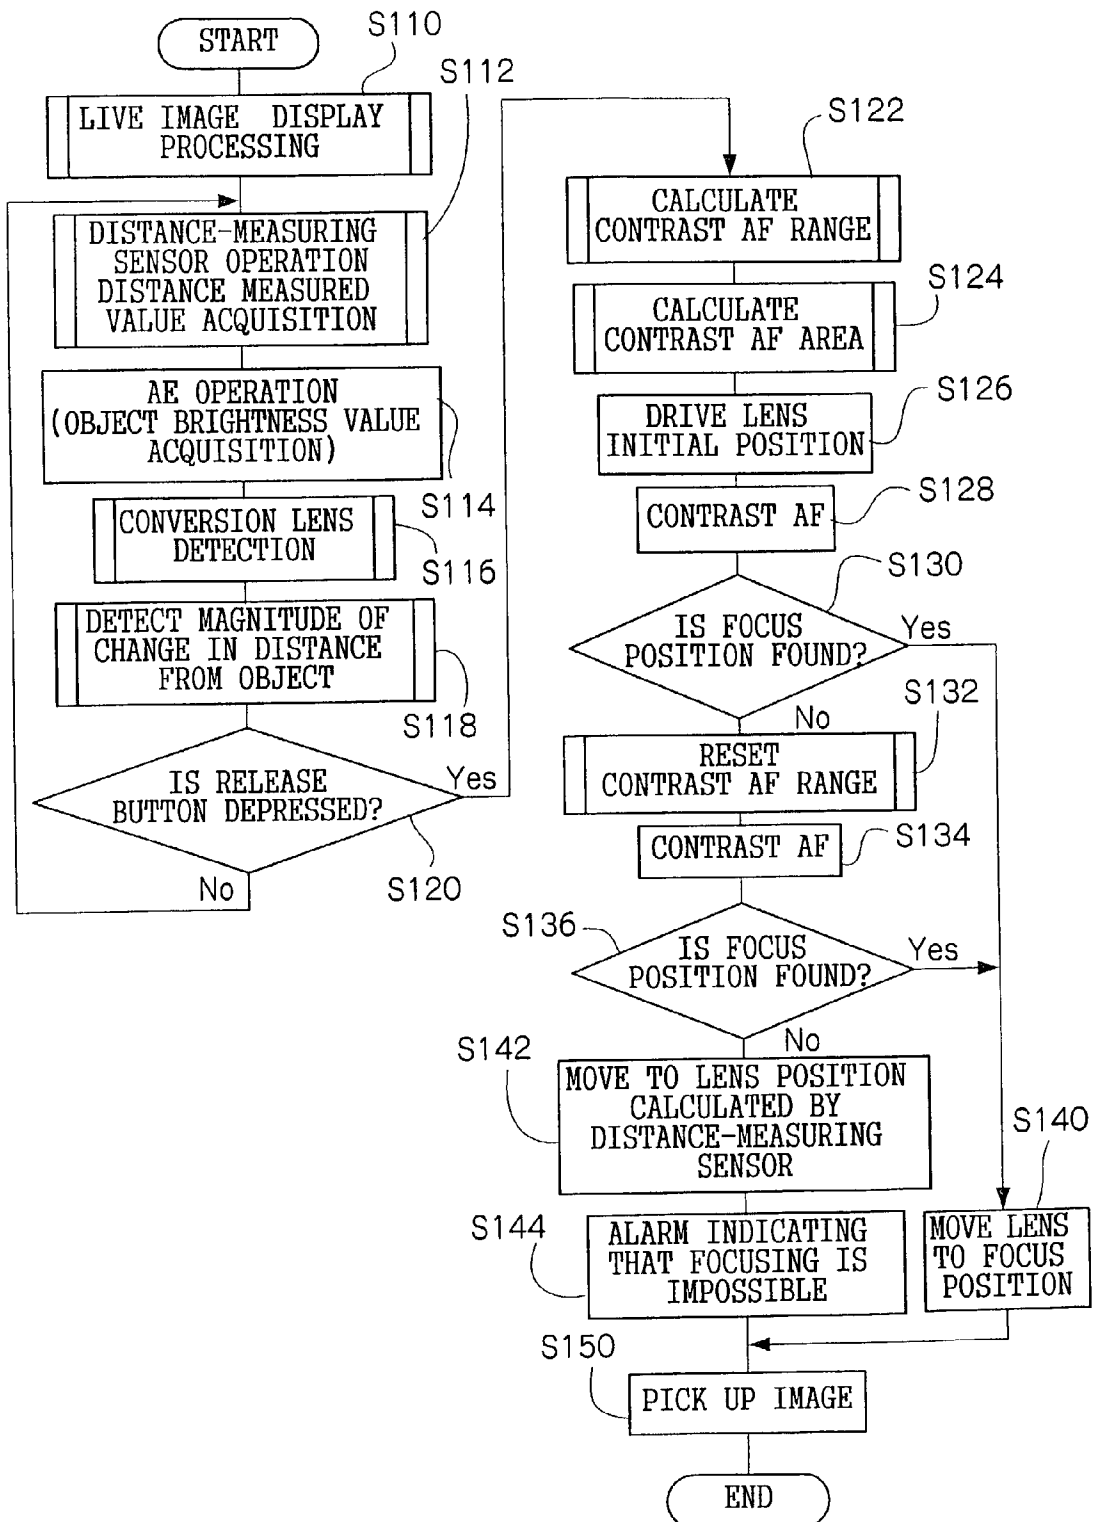 START
S110
LIVE IMAGE DISPLAY
PROCESSING
S112
DISTANCE-MEASURING
SENSOR OPERATION
DISTANCE MEASURED
VALUE ACQUISITION
AE OPERATION
(OBJECT BRIGHTNESS VALUE
ACQUISITION)
S114
CONVERSION LENS
DETECTION
S116
DETECT MAGNITUDE OF
CHANGE IN DISTANCE
FROM OBJECT
S118
IS RELEASE
BUTTON DEPRESSED?
Yes
No
S120
S122
CALCULATE
CONTRAST AF RANGE
S124
CALCULATE
CONTRAST AF AREA
S126
DRIVE LENS
INITIAL POSITION
S128
CONTRAST AF
S130
IS FOCUS
POSITION FOUND?
Yes
No
S132
RESET
CONTRAST AF RANGE
S134
CONTRAST AF
S136
IS FOCUS
POSITION FOUND?
Yes
No
S142
MOVE TO LENS POSITION
CALCULATED BY
DISTANCE-MEASURING
SENSOR
S140
MOVE LENS
TO FOCUS
POSITION
S144
ALARM INDICATING
THAT FOCUSING IS
IMPOSSIBLE
S150
PICK UP IMAGE
END